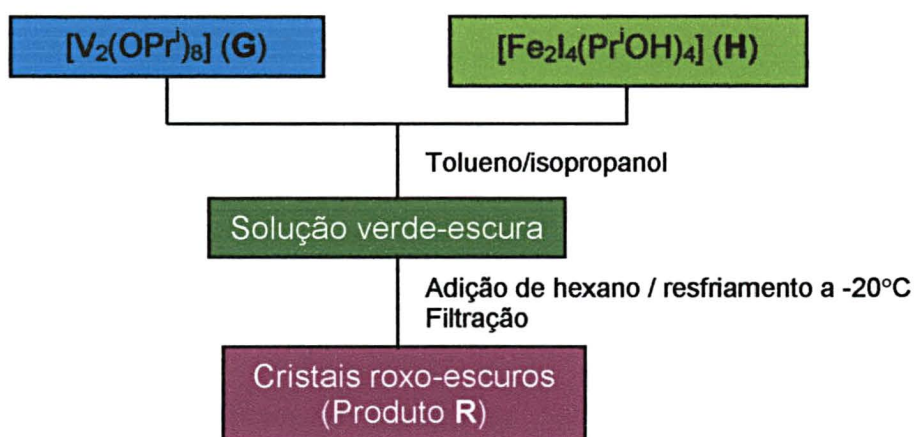 [V₂(OPrⁱ)₈] (G)
[Fe₂I₄(PrⁱOH)₄] (H)
Tolueno/isopropanol
Solução verde-escura
Adição de hexano / resfriamento a -20°C
Filtração
Cristais roxo-escuros
(Produto R)